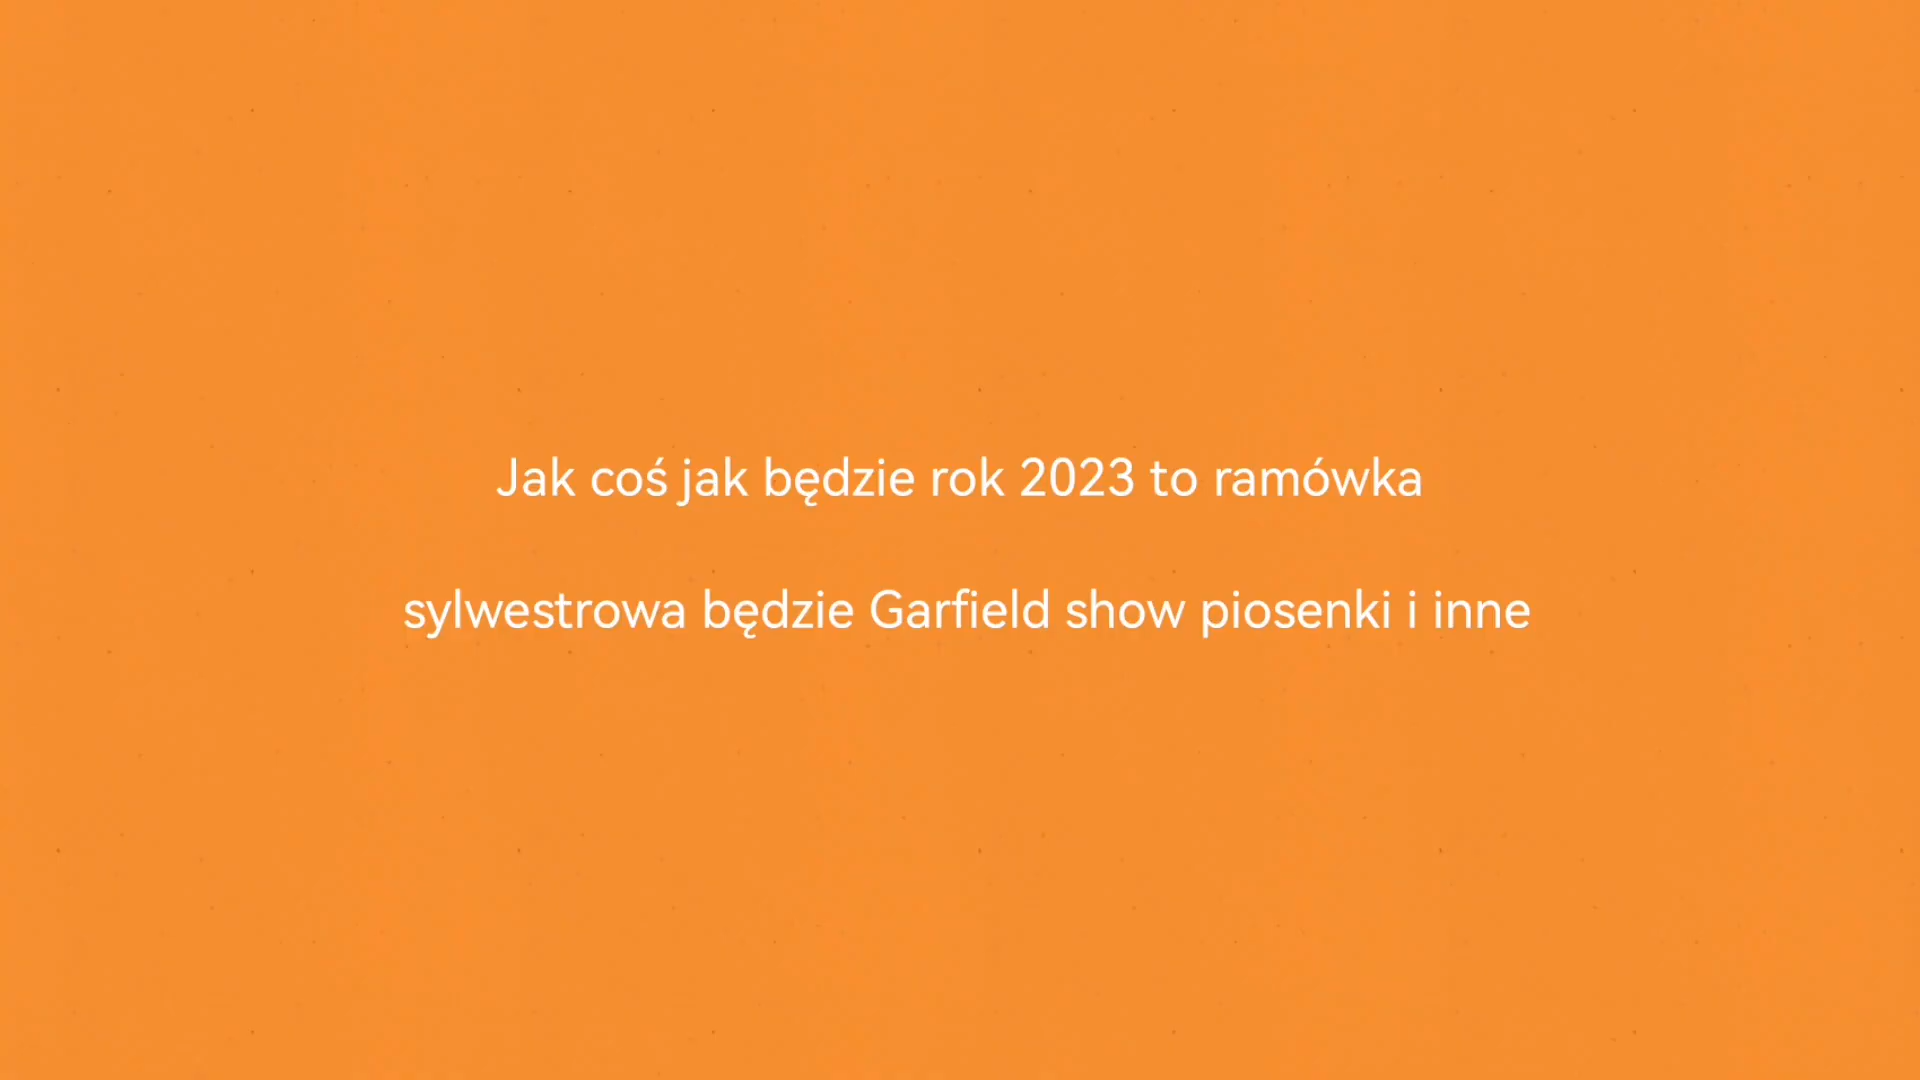 Jak coś jak będzie rok 2023 to ramówka
sylwestrowa będzie Garfield show piosenki i inne